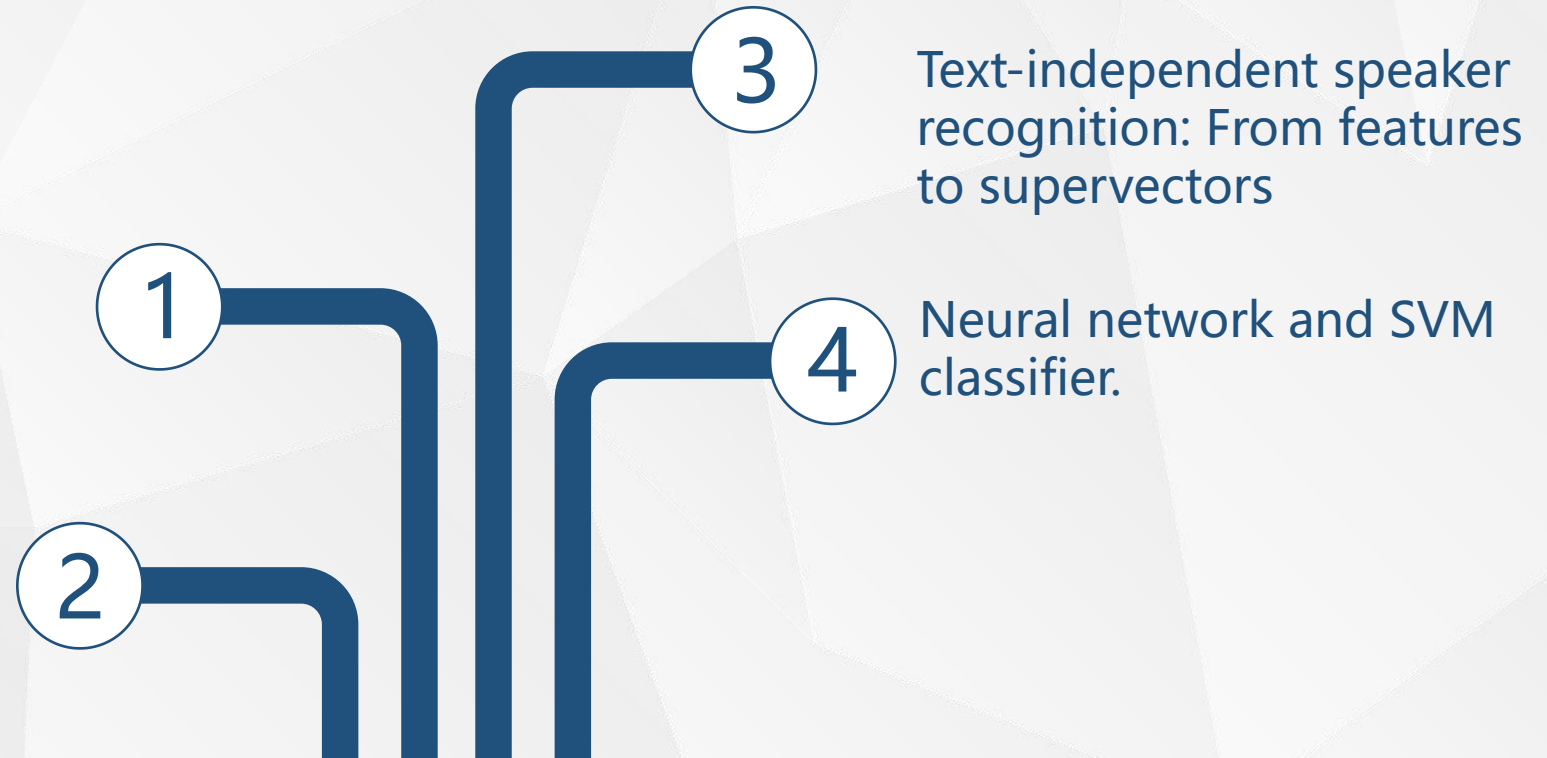 3
Text-independent speaker
recognition: From features
to supervectors
1
4
Neural network and SVM
classifier.
2